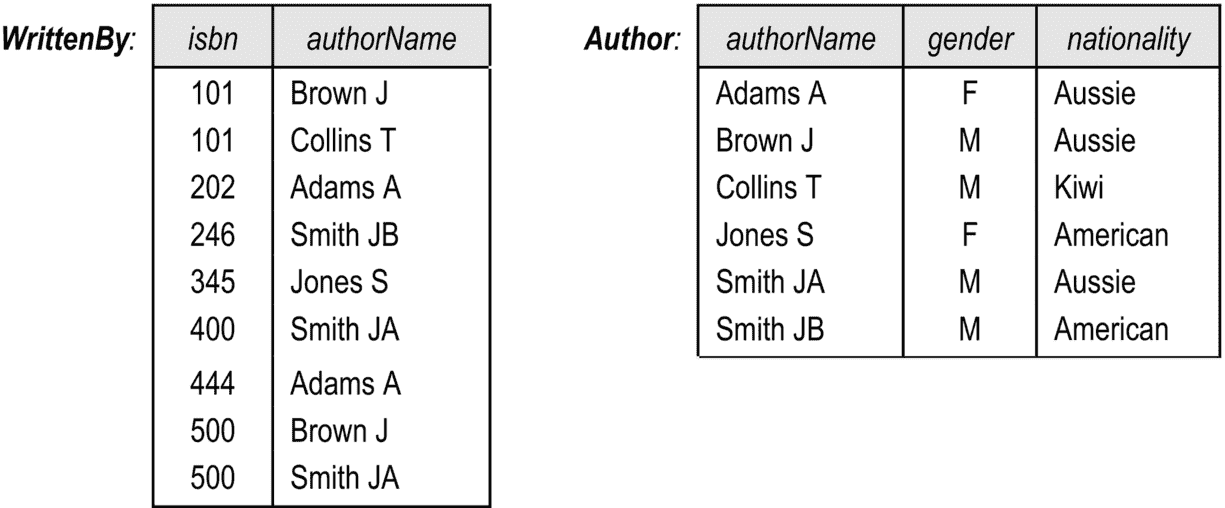 WrittenBy: isbn authorName
101 Brown J
101 Collins T
202 Adams A
246 Smith JB
345 Jones S
400 Smith JA
444 Adams A
500 Brown J
500 Smith JA
Author: authorName gender nationality
Adams A F Aussie
Brown J M Aussie
Collins T M Kiwi
Jones S F American
Smith JA M Aussie
Smith JB M American